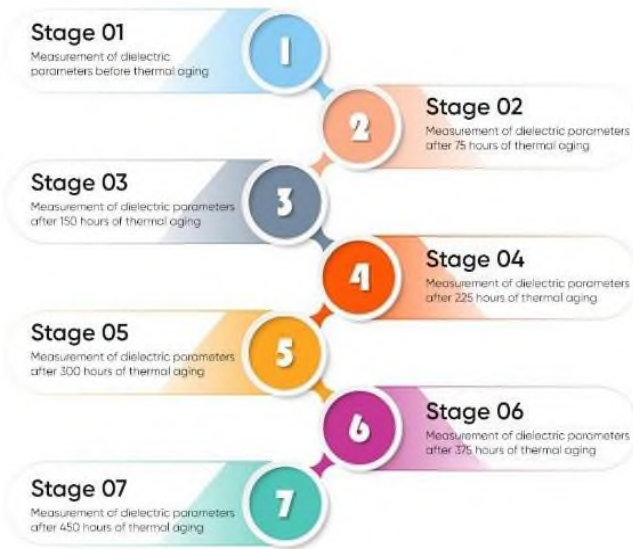 Stage 01
Measurement of dielectric
parameters before thermal aging
1
Stage 02
Measurement of dielectric parameters
after 75 hours of thermal aging
2
Stage 03
Measurement of dielectric parameters
after 150 hours of thermal aging
3
Stage 04
Measurement of dielectric parameters
after 225 hours of thermal aging
4
Stage 05
Measurement of dielectric parameters
after 300 hours of thermal aging
5
Stage 06
Measurement of dielectric parameters
after 375 hours of thermal aging
6
Stage 07
Measurement of dielectric parameters
after 450 hours of thermal aging
7